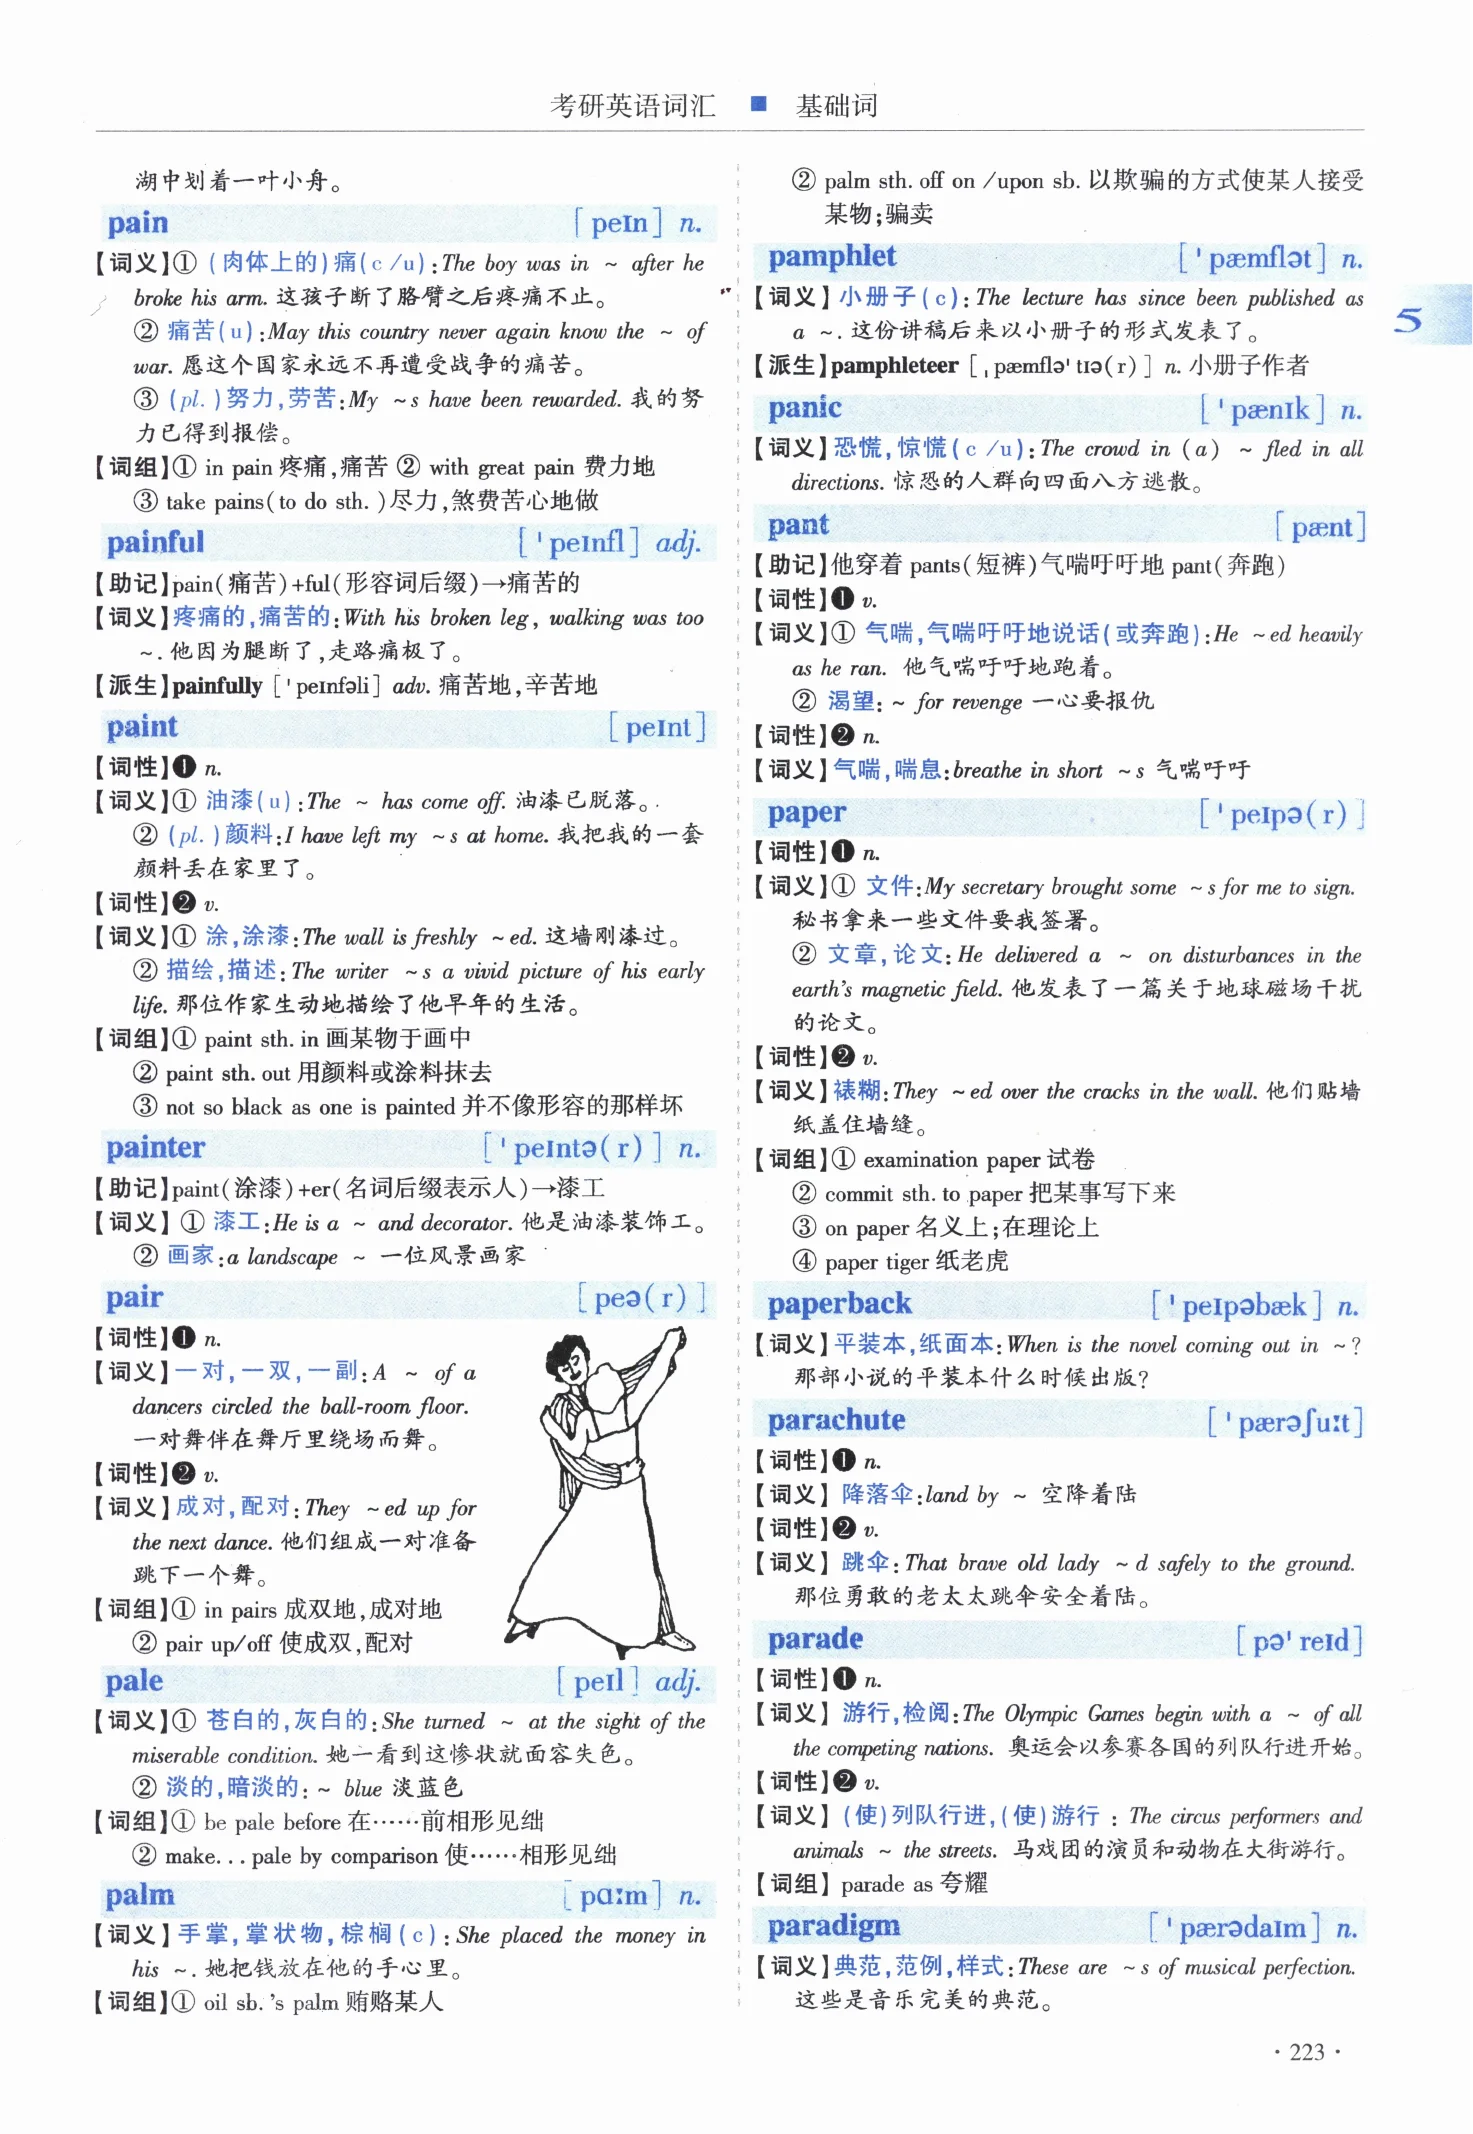 考研英语词汇 ■ 基础词
湖中划着一叶小舟。
pain [peɪn] n.
【词义】①(肉体上的)痛(c/u):The boy was in ~ after he
broke his arm. 这孩子断了胳臂之后疼痛不止。
② 痛苦(u):May this country never again know the ~ of
war. 愿这个国家永远不再遭受战争的痛苦。
③ (pl.)努力,劳苦:My ~s have been rewarded. 我的努
力已得到报偿。
【词组】① in pain 疼痛,痛苦 ② with great pain 费力地
③ take pains(to do sth.)尽力,煞费苦心地做
painful [ˈpeɪnfl] adj.
【助记】pain(痛苦)+ful(形容词后缀)→痛苦的
【词义】疼痛的,痛苦的:With his broken leg, walking was too
~. 他因为腿断了,走路痛极了。
【派生】painfully [ˈpeɪnfəli] adv. 痛苦地,辛苦地
paint [peɪnt]
【词性】❶ n.
【词义】① 油漆(u):The ~ has come off. 油漆已脱落。
② (pl.)颜料:I have left my ~s at home. 我把我的一套
颜料丢在家里了。
【词性】❷ v.
【词义】① 涂,涂漆:The wall is freshly ~ed. 这墙刚漆过。
② 描绘,描述:The writer ~s a vivid picture of his early
life. 那位作家生动地描绘了他早年的生活。
【词组】① paint sth. in 画某物于画中
② paint sth. out 用颜料或涂料抹去
③ not so black as one is painted 并不像形容的那样坏
painter [ˈpeɪntə(r)] n.
【助记】paint(涂漆)+er(名词后缀表示人)→漆工
【词义】① 漆工:He is a ~ and decorator. 他是油漆装饰工。
② 画家:a landscape ~ 一位风景画家
pair [peə(r)]
【词性】❶ n.
【词义】一对,一双,一副:A ~ of a
dancers circled the ball-room floor.
一对舞伴在舞厅里绕场而舞。
【词性】❷ v.
【词义】成对,配对:They ~ed up for
the next dance. 他们组成一对准备
跳下一个舞。
【词组】① in pairs 成双地,成对地
② pair up/off 使成双,配对
pale [peɪl] adj.
【词义】① 苍白的,灰白的:She turned ~ at the sight of the
miserable condition. 她一看到这惨状就面容失色。
② 淡的,暗淡的:~ blue 淡蓝色
【词组】① be pale before 在……前相形见绌
② make... pale by comparison 使……相形见绌
palm [pɑːm] n.
【词义】手掌,掌状物,棕榈(c):She placed the money in
his ~. 她把钱放在他的手心里。
【词组】① oil sb.'s palm 贿赂某人
② palm sth. off on /upon sb. 以欺骗的方式使某人接受
某物;骗卖
pamphlet [ˈpæmflət] n.
【词义】小册子(c):The lecture has since been published as
a ~. 这份讲稿后来以小册子的形式发表了。
【派生】pamphleteer [ˌpæmfləˈtɪə(r)] n. 小册子作者
panic [ˈpænɪk] n.
【词义】恐慌,惊慌(c/u):The crowd in (a) ~ fled in all
directions. 惊恐的人群向四面八方逃散。
pant [pænt]
【助记】他穿着 pants(短裤)气喘吁吁地 pant(奔跑)
【词性】❶ v.
【词义】① 气喘,气喘吁吁地说话(或奔跑):He ~ed heavily
as he ran. 他气喘吁吁地跑着。
② 渴望:~ for revenge 一心要报仇
【词性】❷ n.
【词义】气喘,喘息:breathe in short ~s 气喘吁吁
paper [ˈpeɪpə(r)]
【词性】❶ n.
【词义】① 文件:My secretary brought some ~s for me to sign.
秘书拿来一些文件要我签署。
② 文章,论文:He delivered a ~ on disturbances in the
earth's magnetic field. 他发表了一篇关于地球磁场干扰
的论文。
【词性】❷ v.
【词义】裱糊:They ~ed over the cracks in the wall. 他们贴墙
纸盖住墙缝。
【词组】① examination paper 试卷
② commit sth. to paper 把某事写下来
③ on paper 名义上;在理论上
④ paper tiger 纸老虎
paperback [ˈpeɪpəbæk] n.
【词义】平装本,纸面本:When is the novel coming out in ~?
那部小说的平装本什么时候出版?
parachute [ˈpærəʃuːt]
【词性】❶ n.
【词义】降落伞:land by ~ 空降着陆
【词性】❷ v.
【词义】跳伞:That brave old lady ~d safely to the ground.
那位勇敢的老太太跳伞安全着陆。
parade [pəˈreɪd]
【词性】❶ n.
【词义】游行,检阅:The Olympic Games begin with a ~ of all
the competing nations. 奥运会以参赛各国的列队行进开始。
【词性】❷ v.
【词义】(使)列队行进,(使)游行:The circus performers and
animals ~ the streets. 马戏团的演员和动物在大街游行。
【词组】parade as 夸耀
paradigm [ˈpærədaɪm] n.
【词义】典范,范例,样式:These are ~s of musical perfection.
这些是音乐完美的典范。
5
·223·